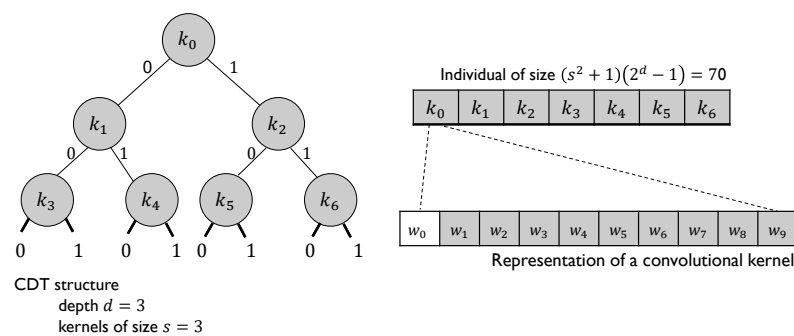 k₀
0 1
k₁ k₂
0 1 0 1
k₃ k₄ k₅ k₆
0 1 0 1 0 1 0 1
CDT structure
depth d = 3
kernels of size s = 3
Individual of size (s² + 1)(2ᵈ − 1) = 70
k₀ k₁ k₂ k₃ k₄ k₅ k₆
w₀ w₁ w₂ w₃ w₄ w₅ w₆ w₇ w₈ w₉
Representation of a convolutional kernel